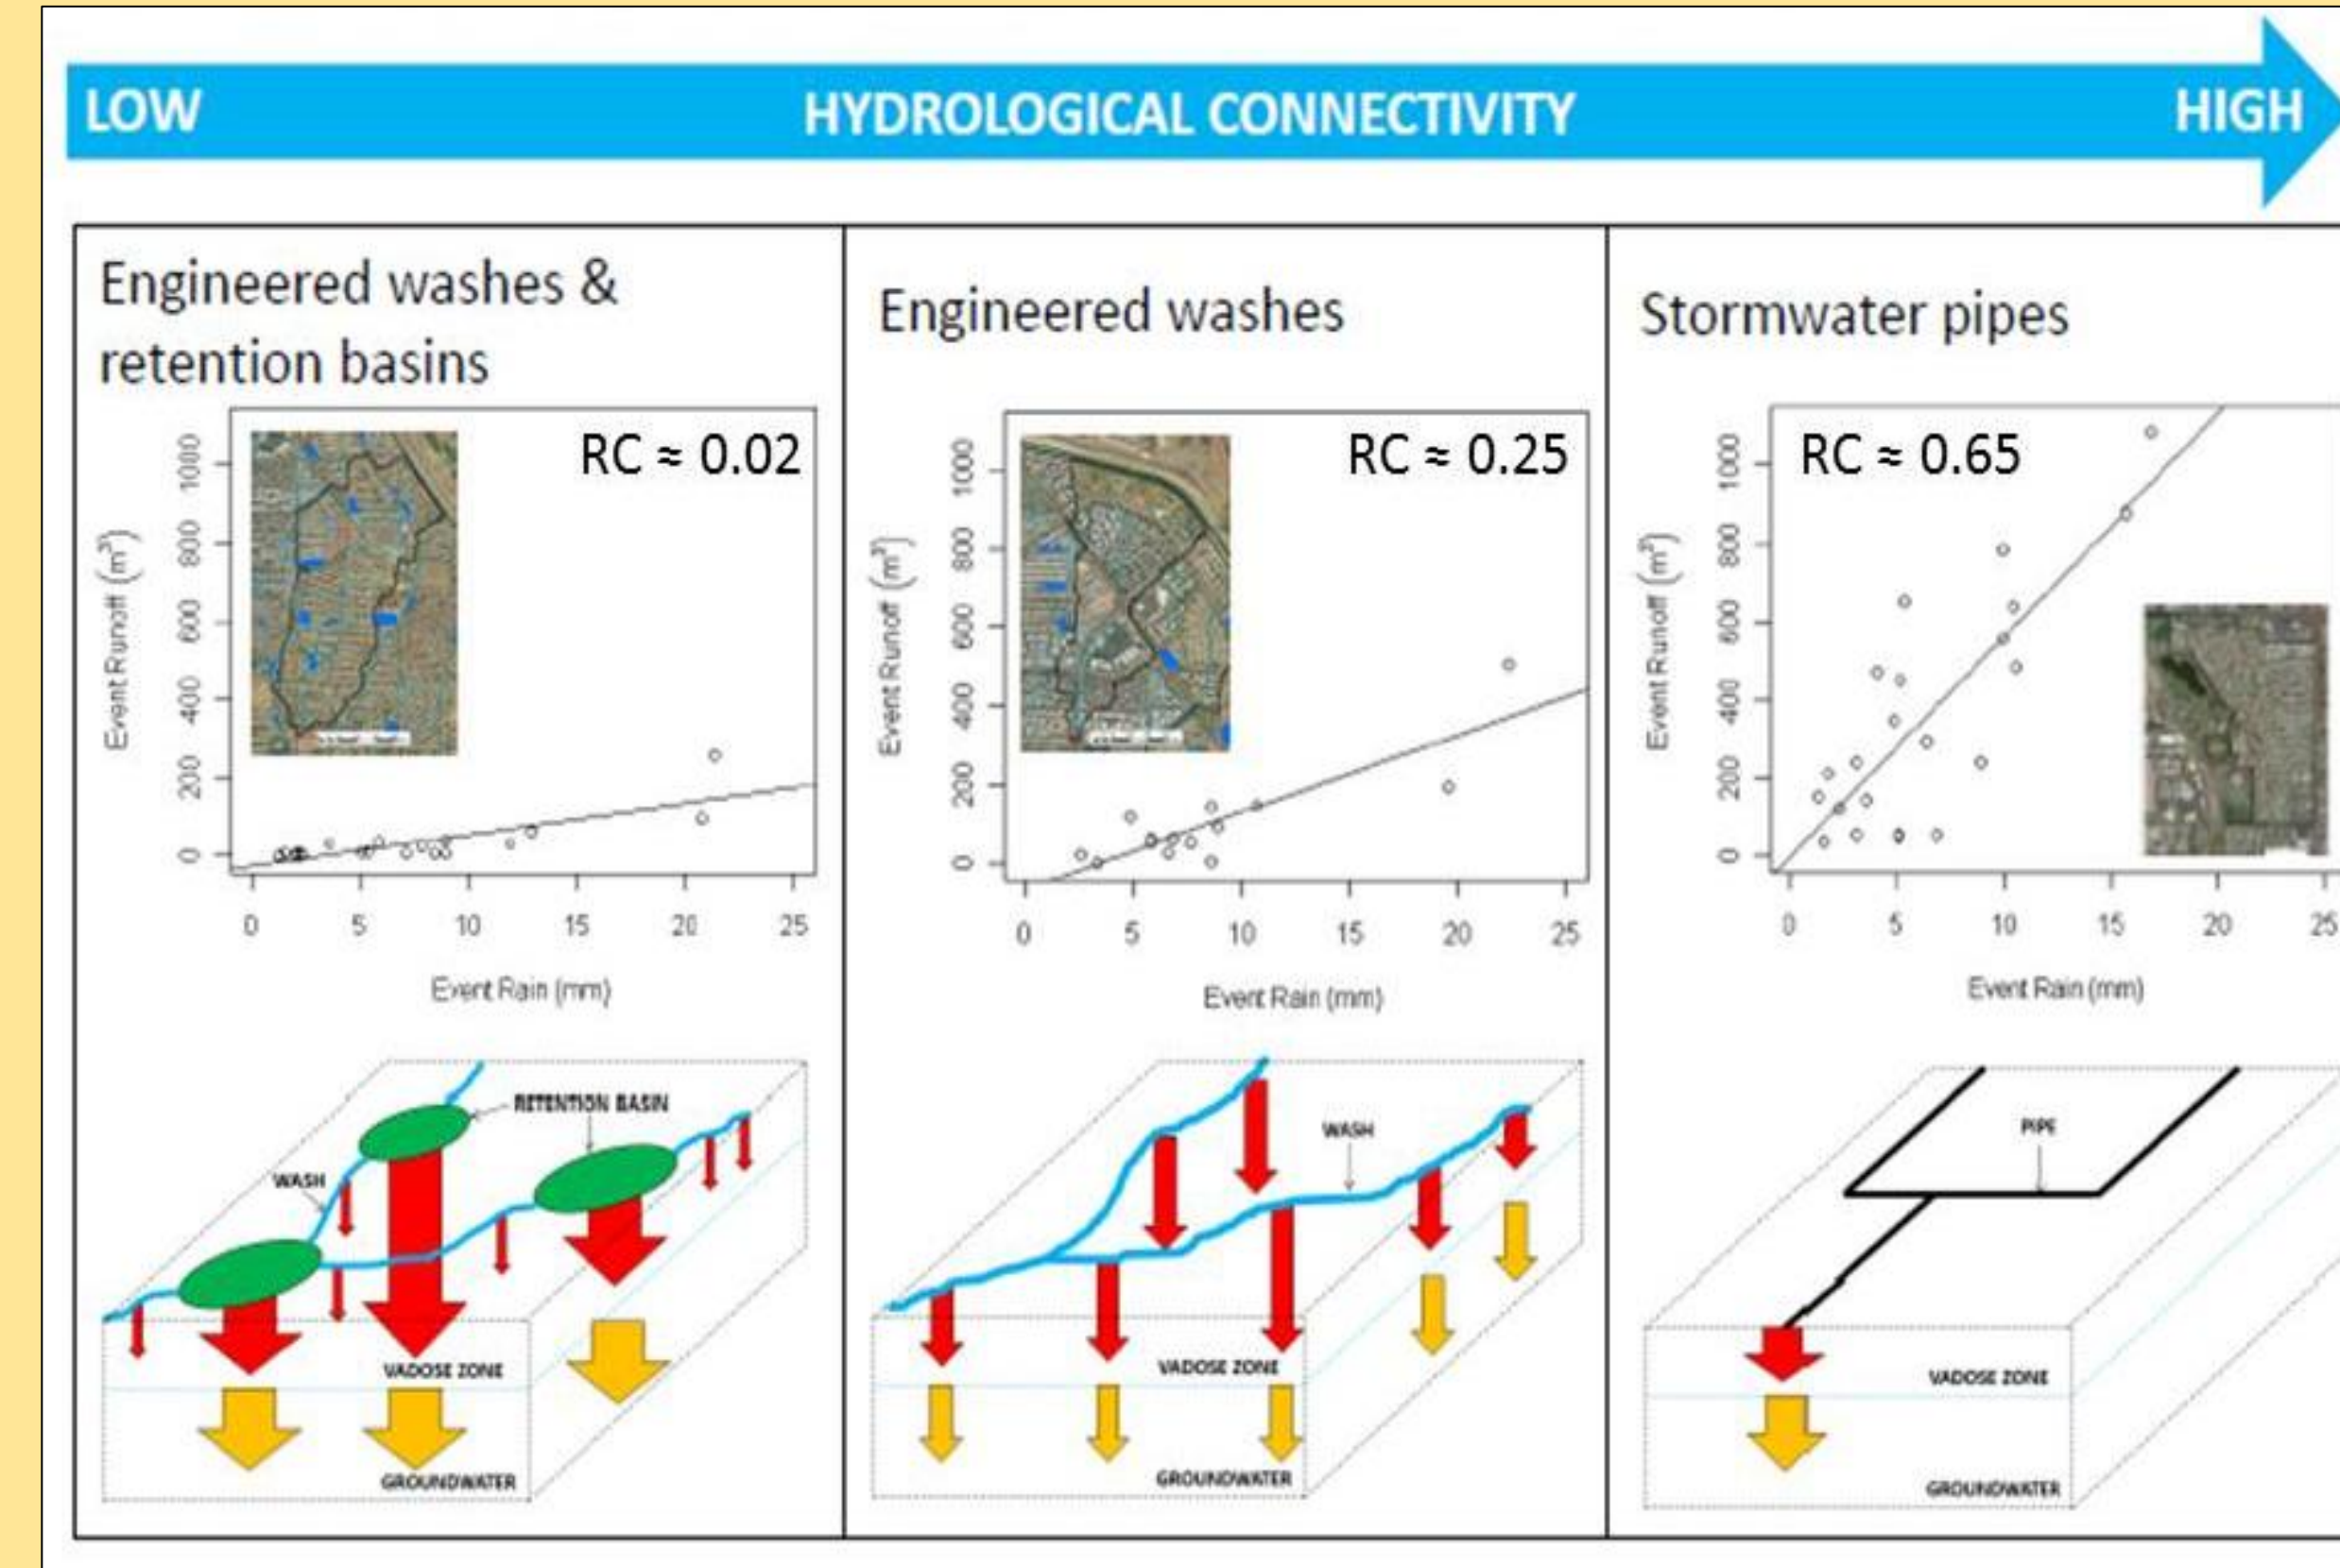 LOW HYDROLOGICAL CONNECTIVITY HIGH
Engineered washes &
retention basins
RC ≈ 0.02
Event Runoff (m³)
1000
800
600
400
200
0
0 5 10 15 20 25
Event Rain (mm)
RETENTION BASIN
WASH
VADOSE ZONE
GROUNDWATER
Engineered washes
RC ≈ 0.25
Event Runoff (m³)
1000
800
600
400
200
0
0 5 10 15 20 25
Event Rain (mm)
WASH
VADOSE ZONE
GROUNDWATER
Stormwater pipes
RC ≈ 0.65
Event Runoff (m³)
1000
800
600
400
200
0
0 5 10 15 20 25
Event Rain (mm)
PIPE
VADOSE ZONE
GROUNDWATER